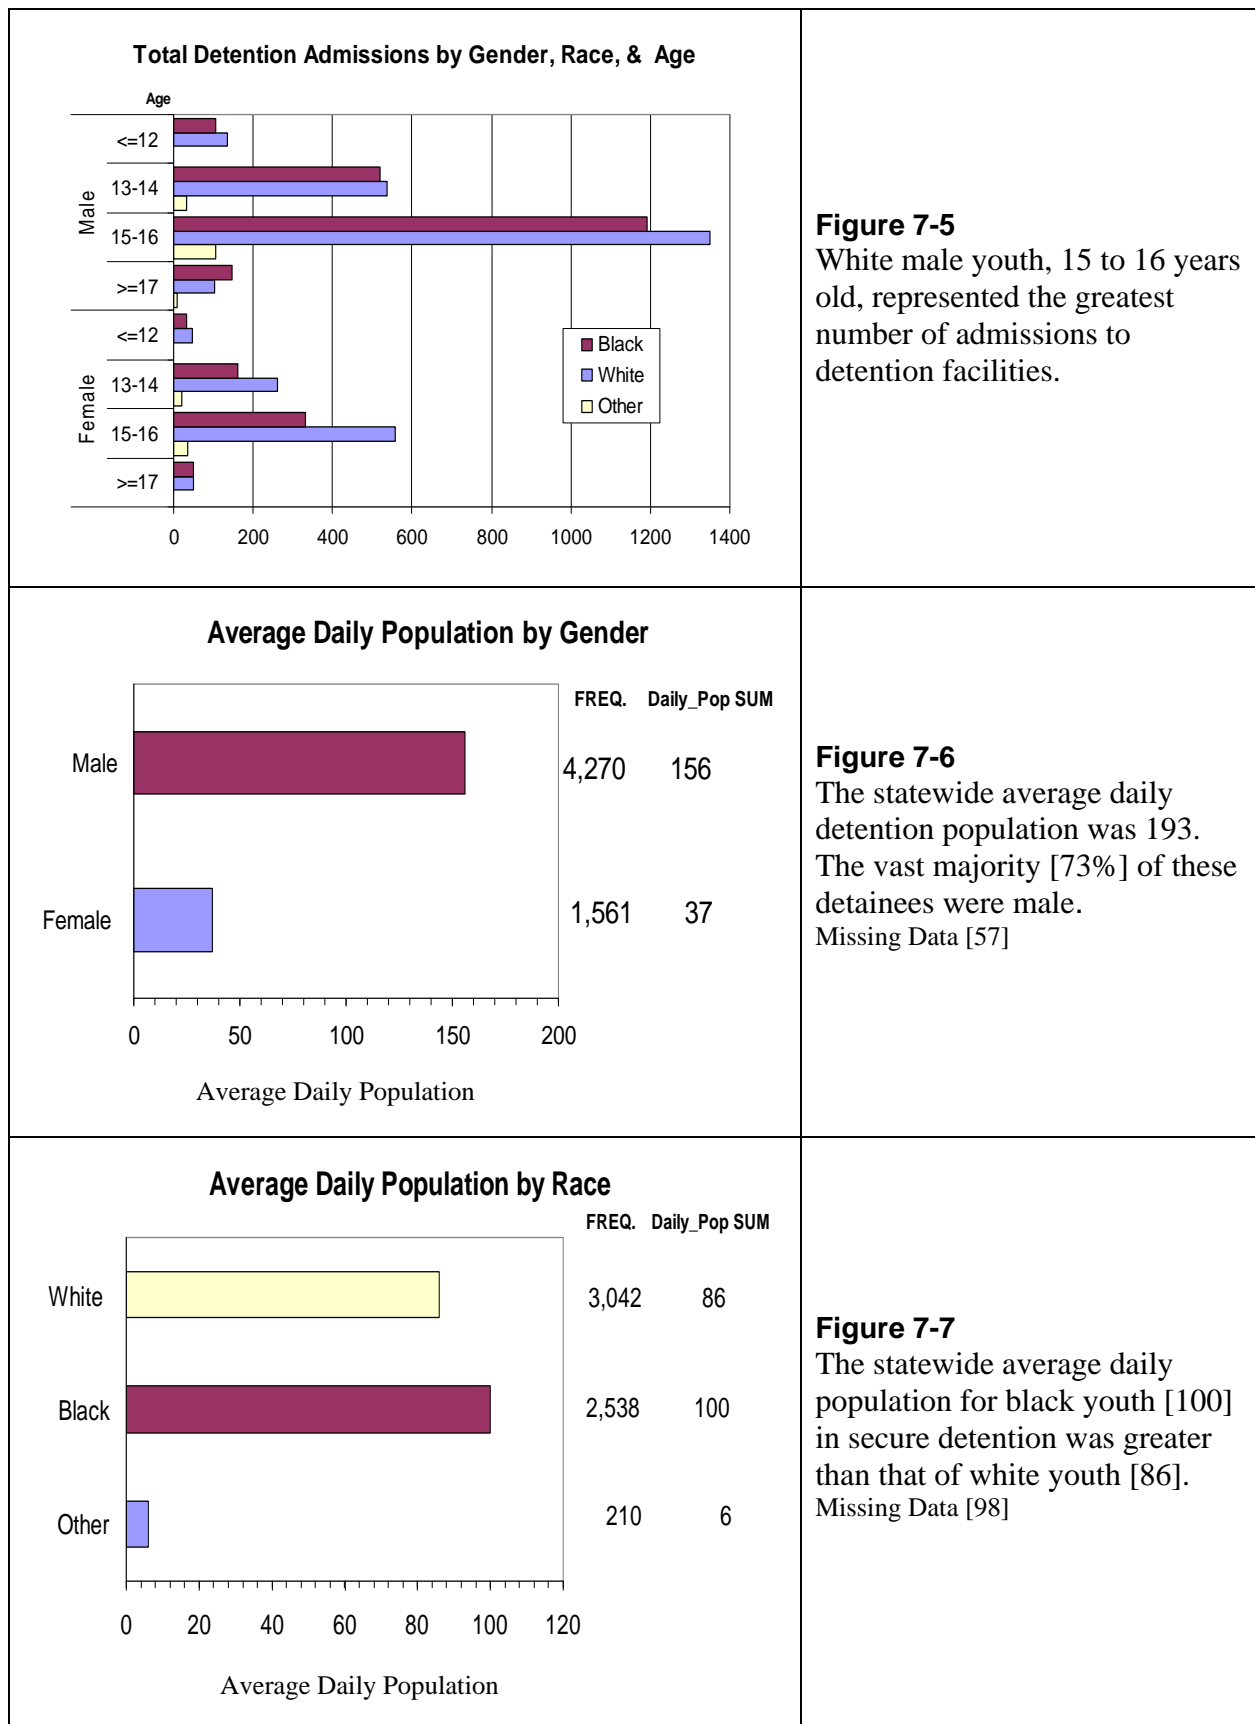 Total Detention Admissions by Gender, Race, & Age
Age
Male
<=12
13-14
15-16
>=17
Female
<=12
13-14
15-16
>=17
Black
White
Other
0 200 400 600 800 1000 1200 1400
Figure 7-5
White male youth, 15 to 16 years
old, represented the greatest
number of admissions to
detention facilities.
Average Daily Population by Gender
FREQ. Daily_Pop SUM
Male 4,270 156
Female 1,561 37
0 50 100 150 200
Average Daily Population
Figure 7-6
The statewide average daily
detention population was 193.
The vast majority [73%] of these
detainees were male.
Missing Data [57]
Average Daily Population by Race
FREQ. Daily_Pop SUM
White 3,042 86
Black 2,538 100
Other 210 6
0 20 40 60 80 100 120
Average Daily Population
Figure 7-7
The statewide average daily
population for black youth [100]
in secure detention was greater
than that of white youth [86].
Missing Data [98]